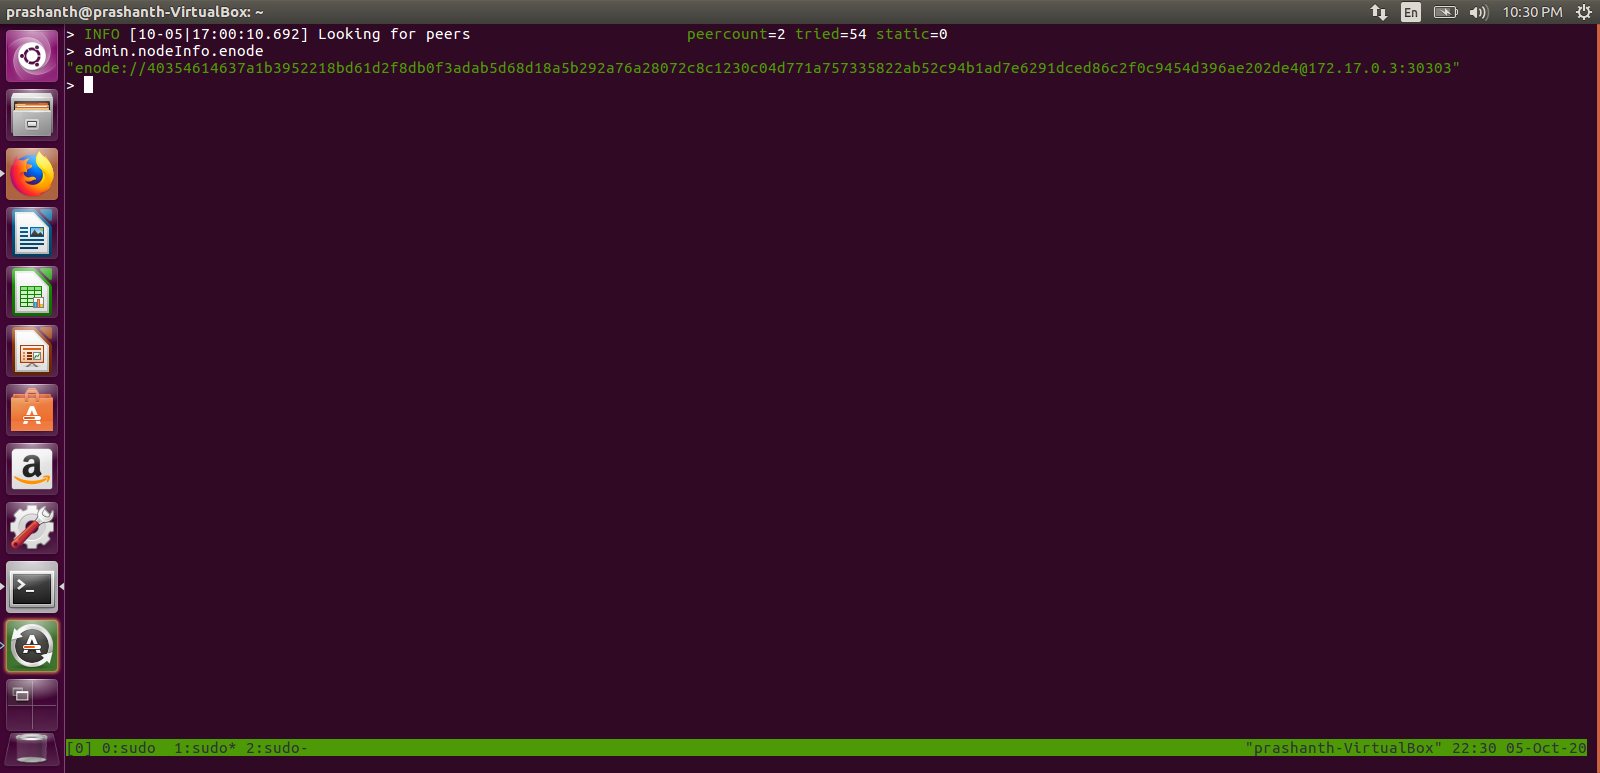 prashanth@prashanth-VirtualBox: ~
En
10:30 PM
> INFO [10-05|17:00:10.692] Looking for peers peercount=2 tried=54 static=0
> admin.nodeInfo.enode
"enode://40354614637a1b3952218bd61d2f8db0f3adab5d68d18a5b292a76a28072c8c1230c04d771a757335822ab52c94b1ad7e6291dced86c2f0c9454d396ae202de4@172.17.0.3:30303"
>
[0] 0:sudo  1:sudo* 2:sudo- "prashanth-VirtualBox" 22:30 05-Oct-20